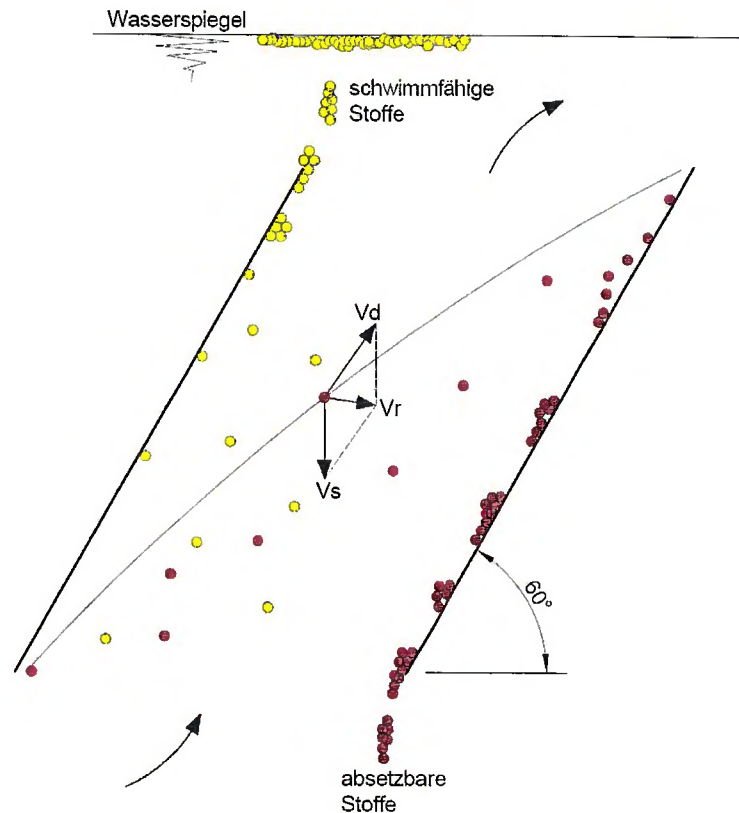 Wasserspiegel
schwimmfähige
Stoffe
Vd
Vr
Vs
60°
absetzbare
Stoffe